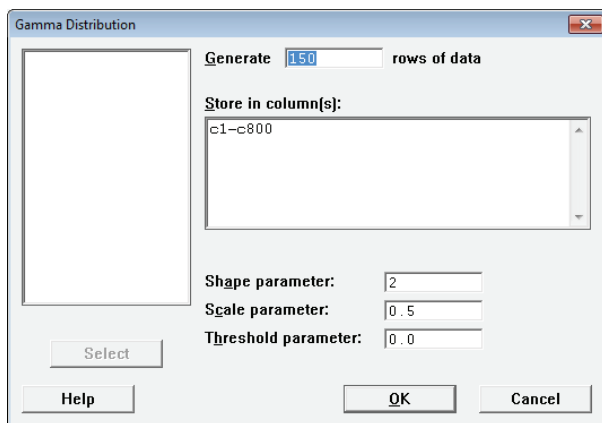 Gamma Distribution
Generate 150 rows of data
Store in column(s):
c1-c800
Shape parameter: 2
Scale parameter: 0.5
Threshold parameter: 0.0
Select
Help OK Cancel